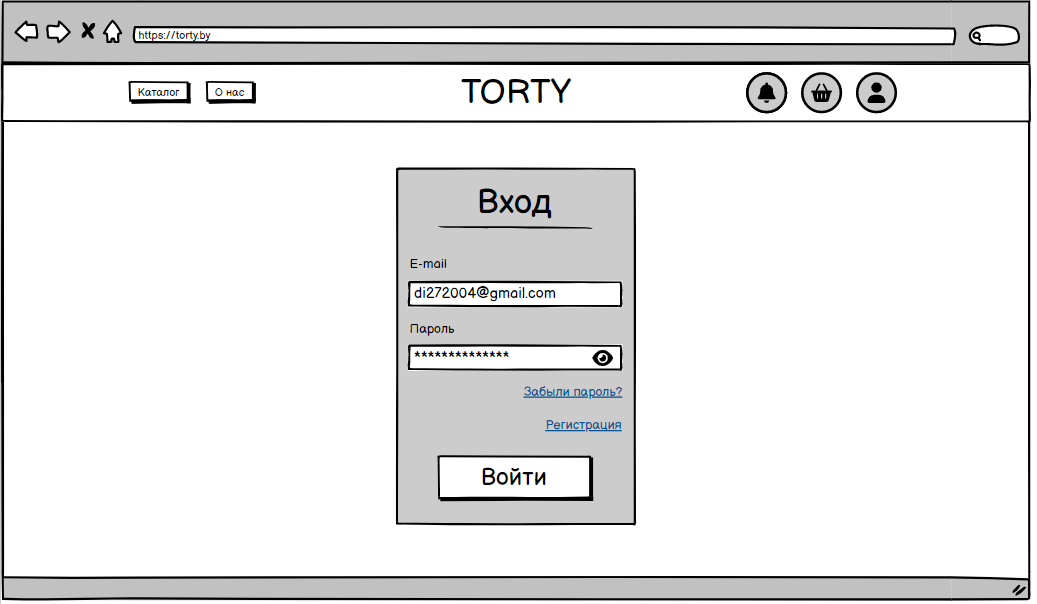 https://torty.by
Каталог
О нас
TORTY
Вход
E-mail
di272004@gmail.com
Пароль
**************
Забыли пароль?
Регистрация
Войти